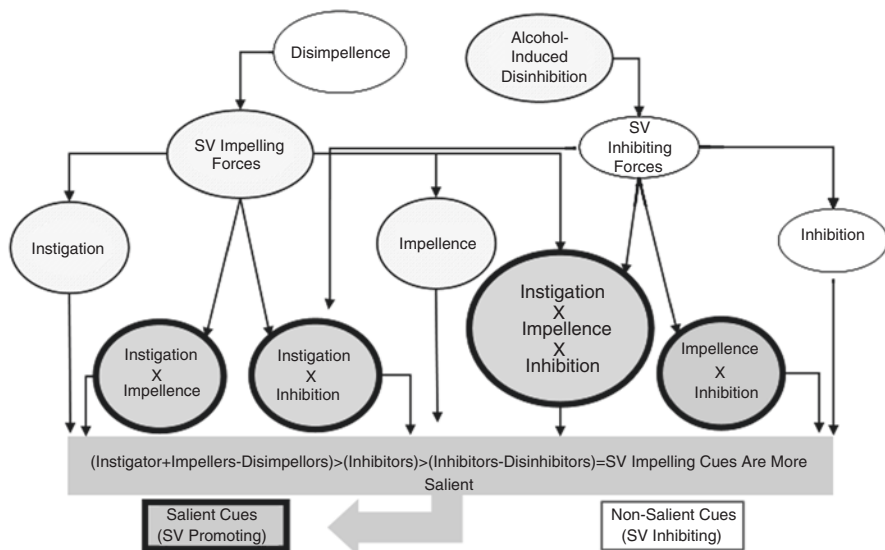 Disimpellence
Alcohol-
Induced
Disinhibition
SV Impelling
Forces
SV
Inhibiting
Forces
Instigation
Impellence
Inhibition
Instigation
X
Impellence
Instigation
X
Inhibition
Instigation
X
Impellence
X
Inhibition
Impellence
X
Inhibition
(Instigator+Impellers-Disimpellors)>(Inhibitors)>(Inhibitors-Disinhibitors)=SV Impelling Cues Are More
Salient
Salient Cues
(SV Promoting)
Non-Salient Cues
(SV Inhibiting)